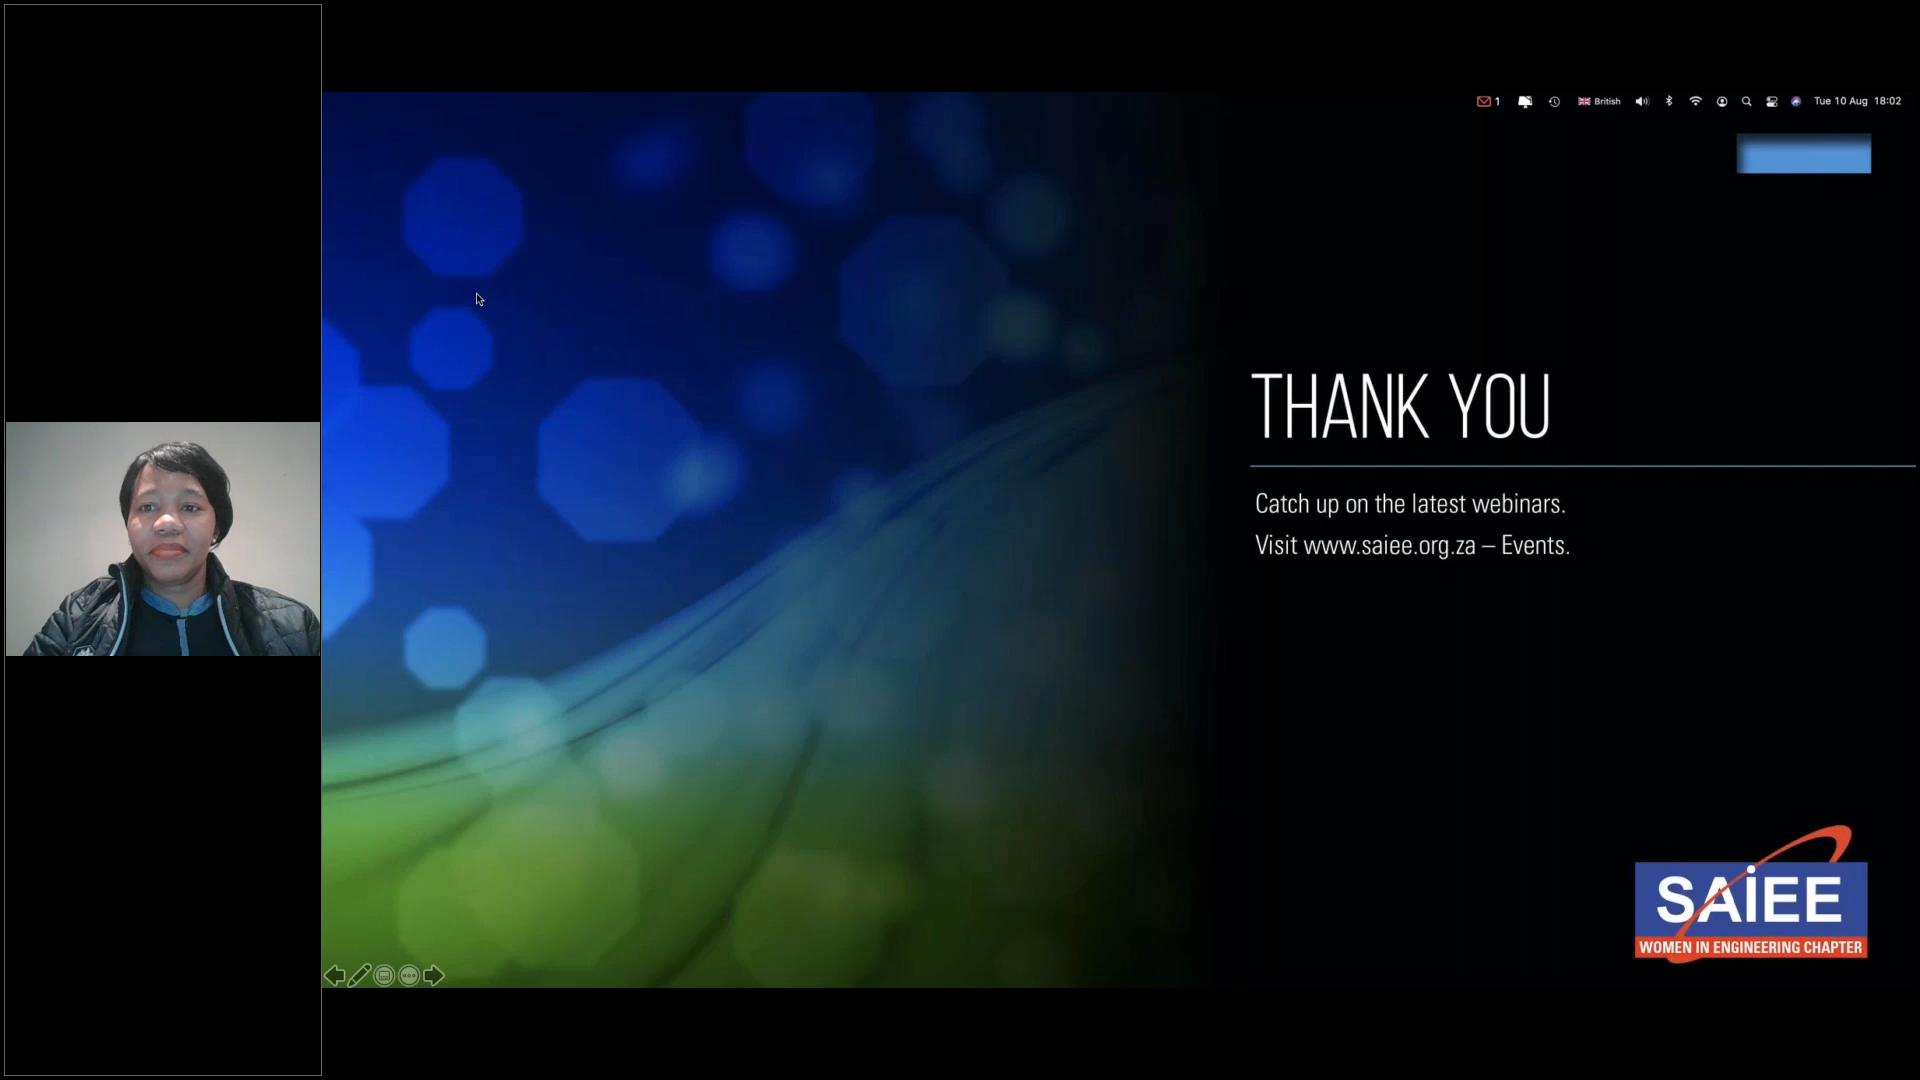 1 British Tue 10 Aug 18:02
THANK YOU
Catch up on the latest webinars.
Visit www.saiee.org.za – Events.
SAiEE
WOMEN IN ENGINEERING CHAPTER